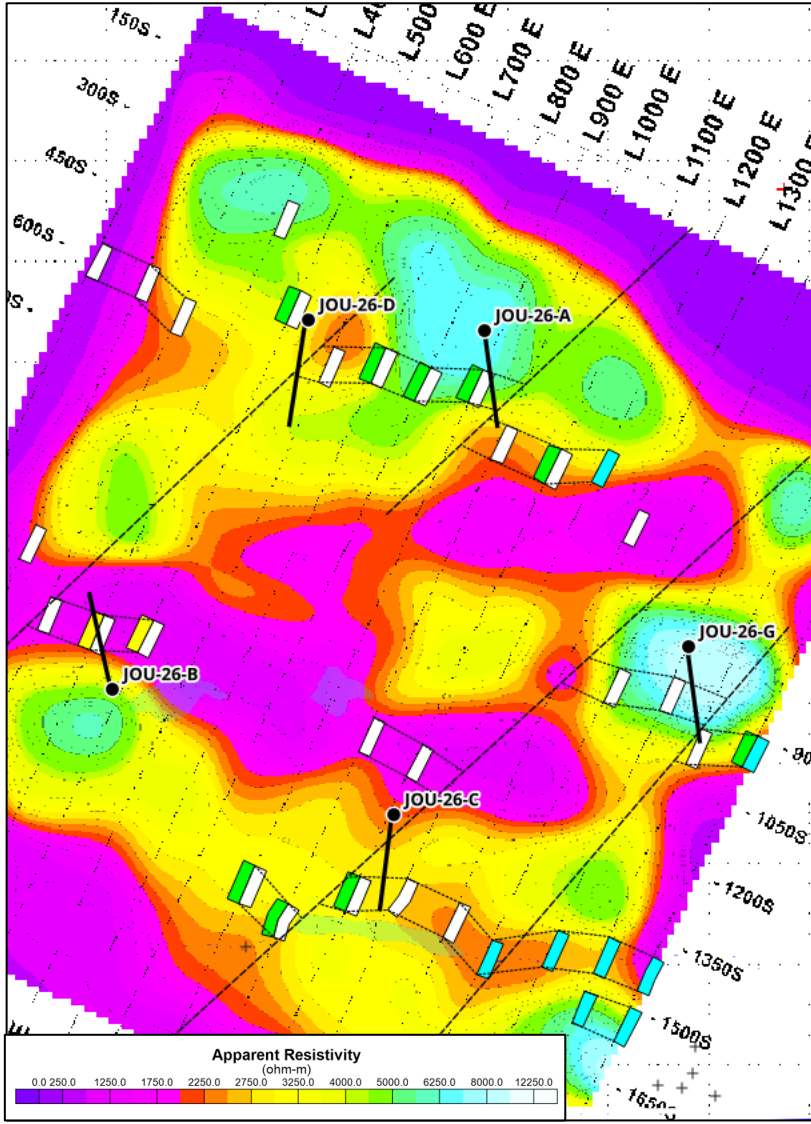 150S -
300S -
450S -
600S -
L500
L600 E
L700 E
L800 E
L900 E
L1000 E
L1100 E
L1200 E
L1300 E
JOU-26-D
JOU-26-A
JOU-26-G
JOU-26-B
JOU-26-C
- 90
- 1050S
- 1200S
- 1350S
- 1500S
- 1650S
Apparent Resistivity
(ohm-m)
0.0 250.0 1250.0 1750.0 2250.0 2750.0 3250.0 4000.0 5000.0 6250.0 8000.0 12250.0